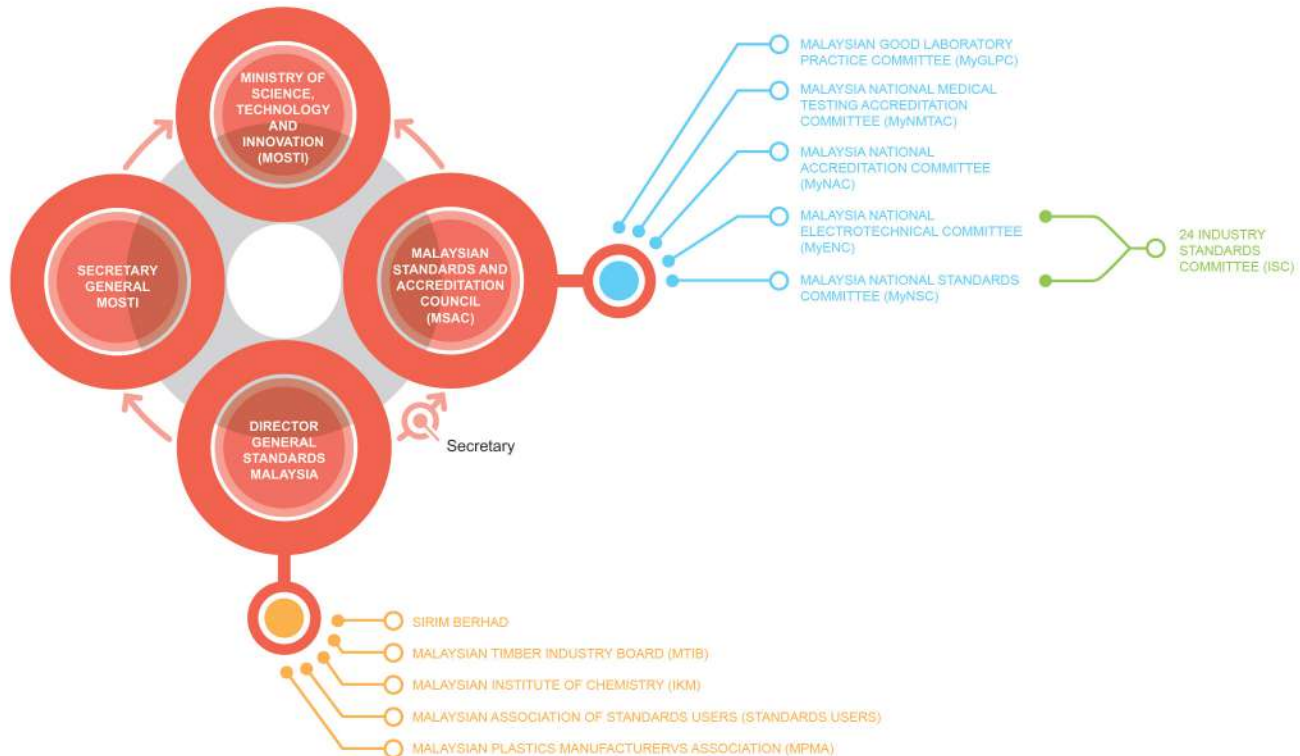 MINISTRY OF
SCIENCE,
TECHNOLOGY
AND
INNOVATION
(MOSTI)
SECRETARY
GENERAL
MOSTI
MALAYSIAN
STANDARDS AND
ACCREDITATION
COUNCIL
(MSAC)
DIRECTOR
GENERAL
STANDARDS
MALAYSIA
Secretary
MALAYSIAN GOOD LABORATORY
PRACTICE COMMITTEE (MyGLPC)
MALAYSIA NATIONAL MEDICAL
TESTING ACCREDITATION
COMMITTEE (MyNMTAC)
MALAYSIA NATIONAL
ACCREDITATION COMMITTEE
(MyNAC)
MALAYSIA NATIONAL
ELECTROTECHNICAL COMMITTEE
(MyENC)
MALAYSIA NATIONAL STANDARDS
COMMITTEE (MyNSC)
24 INDUSTRY
STANDARDS
COMMITTEE (ISC)
SIRIM BERHAD
MALAYSIAN TIMBER INDUSTRY BOARD (MTIB)
MALAYSIAN INSTITUTE OF CHEMISTRY (IKM)
MALAYSIAN ASSOCIATION OF STANDARDS USERS (STANDARDS USERS)
MALAYSIAN PLASTICS MANUFACTURERVS ASSOCIATION (MPMA)